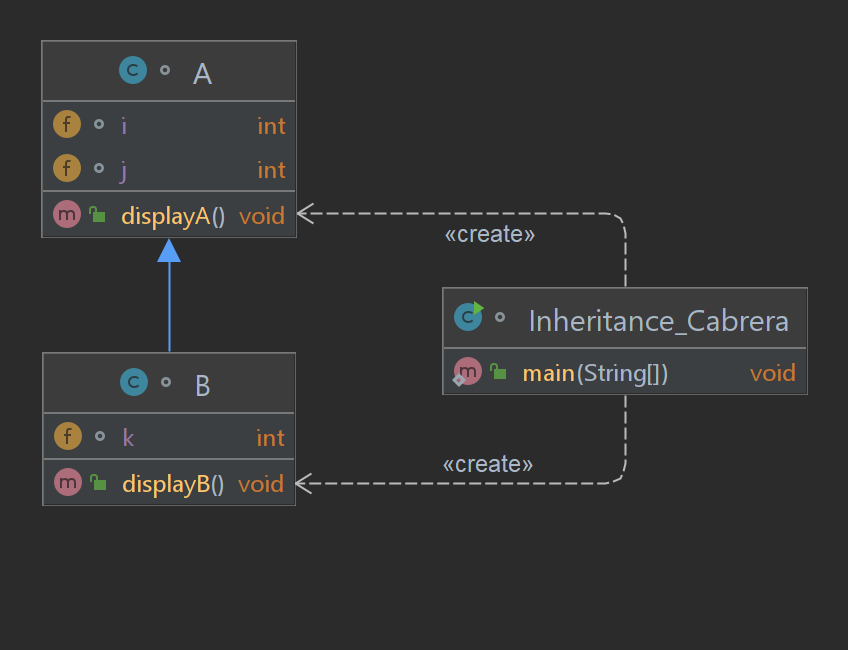 C A
f i int
f j int
m displayA() void
«create»
C Inheritance_Cabrera
m main(String[]) void
C B
f k int
m displayB() void
«create»